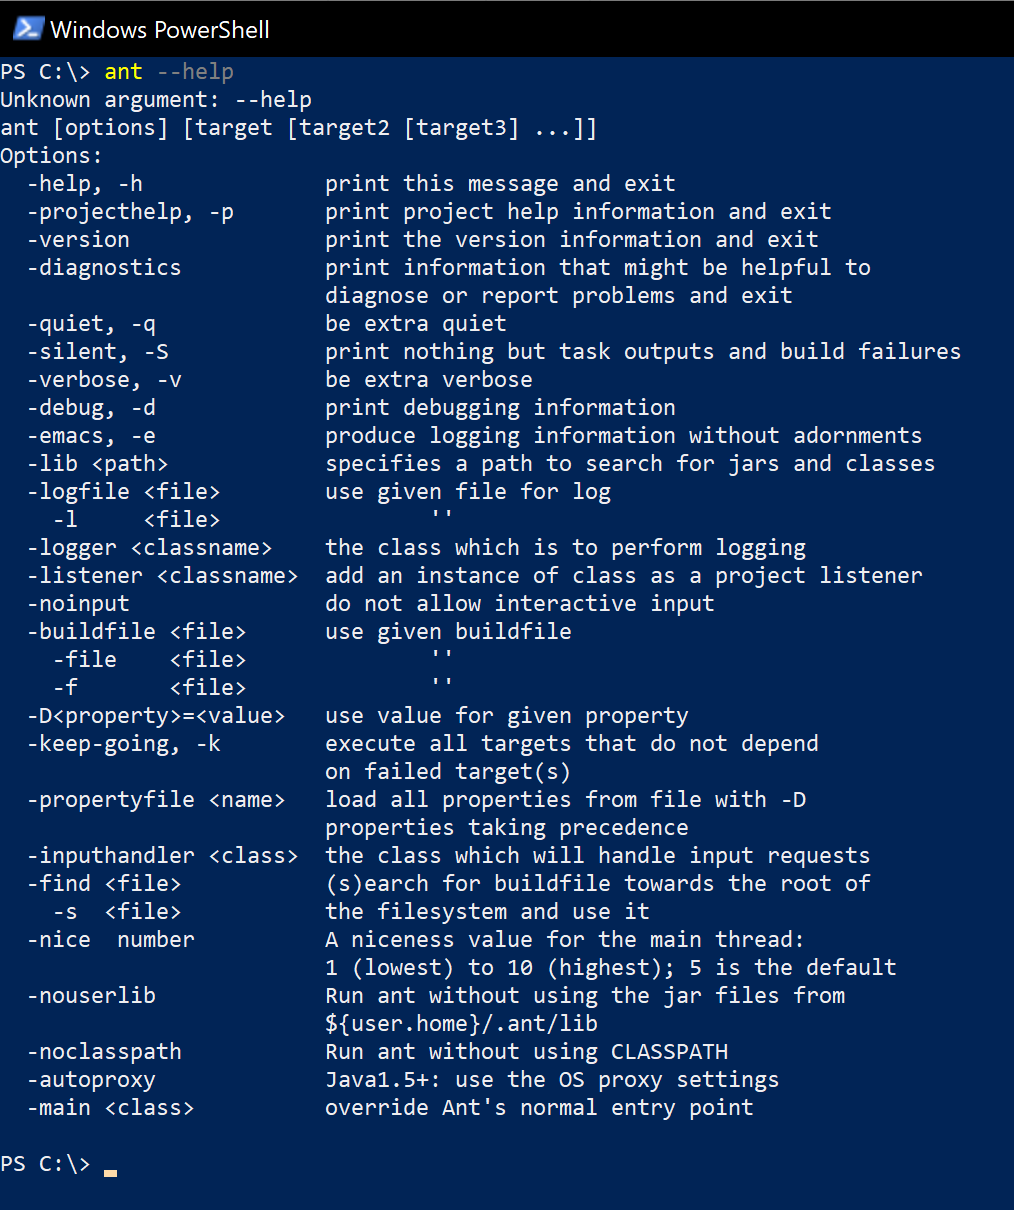 Windows PowerShell
PS C:\> ant --help
Unknown argument: --help
ant [options] [target [target2 [target3] ...]]
Options:
  -help, -h              print this message and exit
  -projecthelp, -p       print project help information and exit
  -version               print the version information and exit
  -diagnostics           print information that might be helpful to
                         diagnose or report problems and exit
  -quiet, -q             be extra quiet
  -silent, -S            print nothing but task outputs and build failures
  -verbose, -v           be extra verbose
  -debug, -d             print debugging information
  -emacs, -e             produce logging information without adornments
  -lib <path>            specifies a path to search for jars and classes
  -logfile <file>        use given file for log
    -l     <file>                ''
  -logger <classname>    the class which is to perform logging
  -listener <classname>  add an instance of class as a project listener
  -noinput               do not allow interactive input
  -buildfile <file>      use given buildfile
    -file    <file>              ''
    -f       <file>              ''
  -D<property>=<value>   use value for given property
  -keep-going, -k        execute all targets that do not depend
                         on failed target(s)
  -propertyfile <name>   load all properties from file with -D
                         properties taking precedence
  -inputhandler <class>  the class which will handle input requests
  -find <file>           (s)earch for buildfile towards the root of
    -s  <file>           the filesystem and use it
  -nice  number          A niceness value for the main thread:
                         1 (lowest) to 10 (highest); 5 is the default
  -nouserlib             Run ant without using the jar files from
                         ${user.home}/.ant/lib
  -noclasspath           Run ant without using CLASSPATH
  -autoproxy             Java1.5+: use the OS proxy settings
  -main <class>          override Ant's normal entry point
PS C:\>